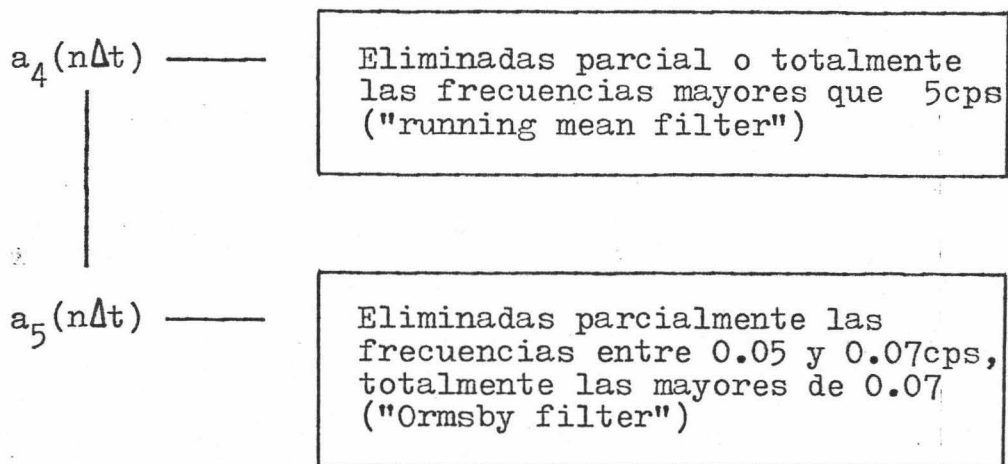 a4(nΔt)
Eliminadas parcial o totalmente
las frecuencias mayores que 5cps
("running mean filter")
a5(nΔt)
Eliminadas parcialmente las
frecuencias entre 0.05 y 0.07cps,
totalmente las mayores de 0.07
("Ormsby filter")